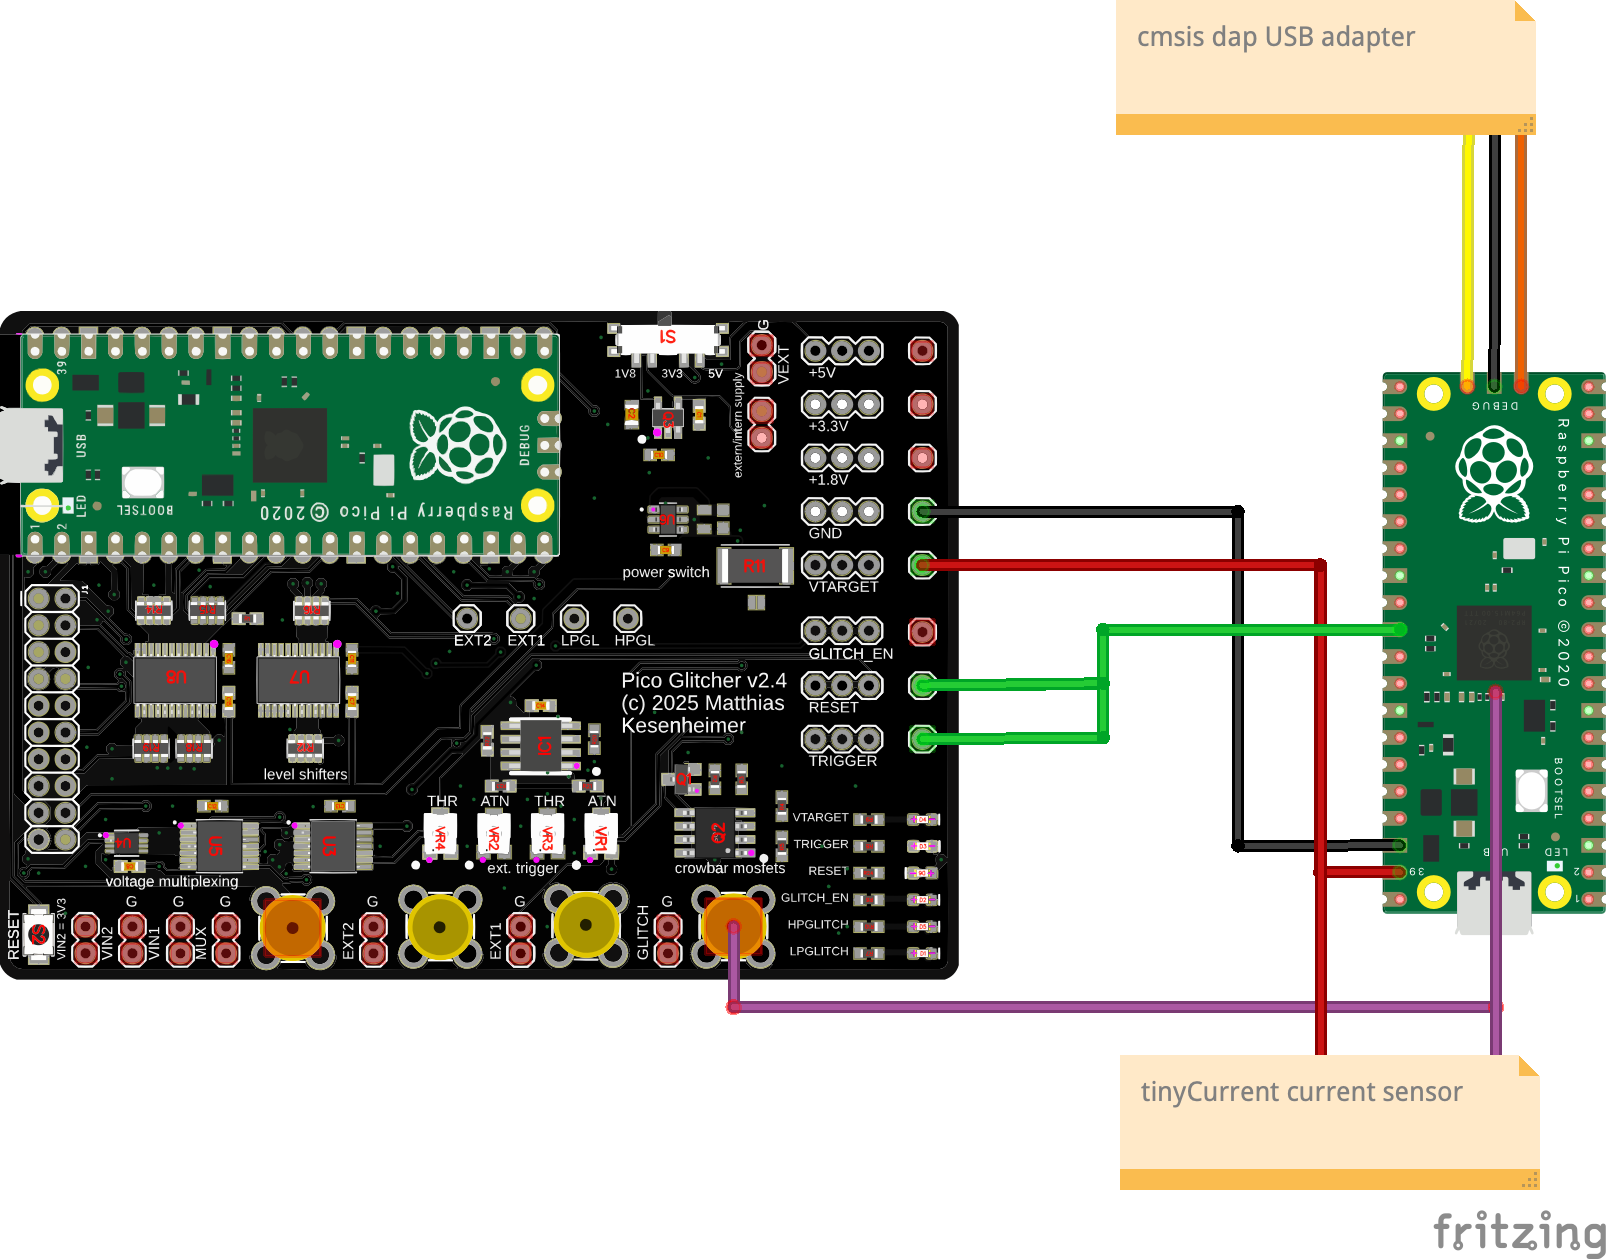 cmsis dap USB adapter
S1
1V8
3V3
5V
G
VEXT
extern/intern supply
+5V
+3.3V
+1.8V
GND
VTARGET
GLITCH_EN
RESET
TRIGGER
39
USB
DEBUG
LED
BOOTSEL
Raspberry Pi Pico © 2020
1
2
J1
power switch
R11
EXT2
EXT1
LPGL
HPGL
U6
U7
Pico Glitcher v2.4
(c) 2025 Matthias
Kesenheimer
level shifters
IC1
Q1
Q2
THR
ATN
THR
ATN
VR4
VR2
VR3
VR1
U4
U5
U3
voltage multiplexing
ext. trigger
crowbar mosfets
VTARGET
TRIGGER
RESET
GLITCH_EN
HPGLITCH
LPGLITCH
RESET
S2
VIN2 = 3V3
VIN2
G
VIN1
G
MUX
G
EXT2
G
EXT1
G
GLITCH
G
DEBUG
Raspberry Pi Pico ©2020
BOOTSEL
LED
39
2
1
tinyCurrent current sensor
fritzing